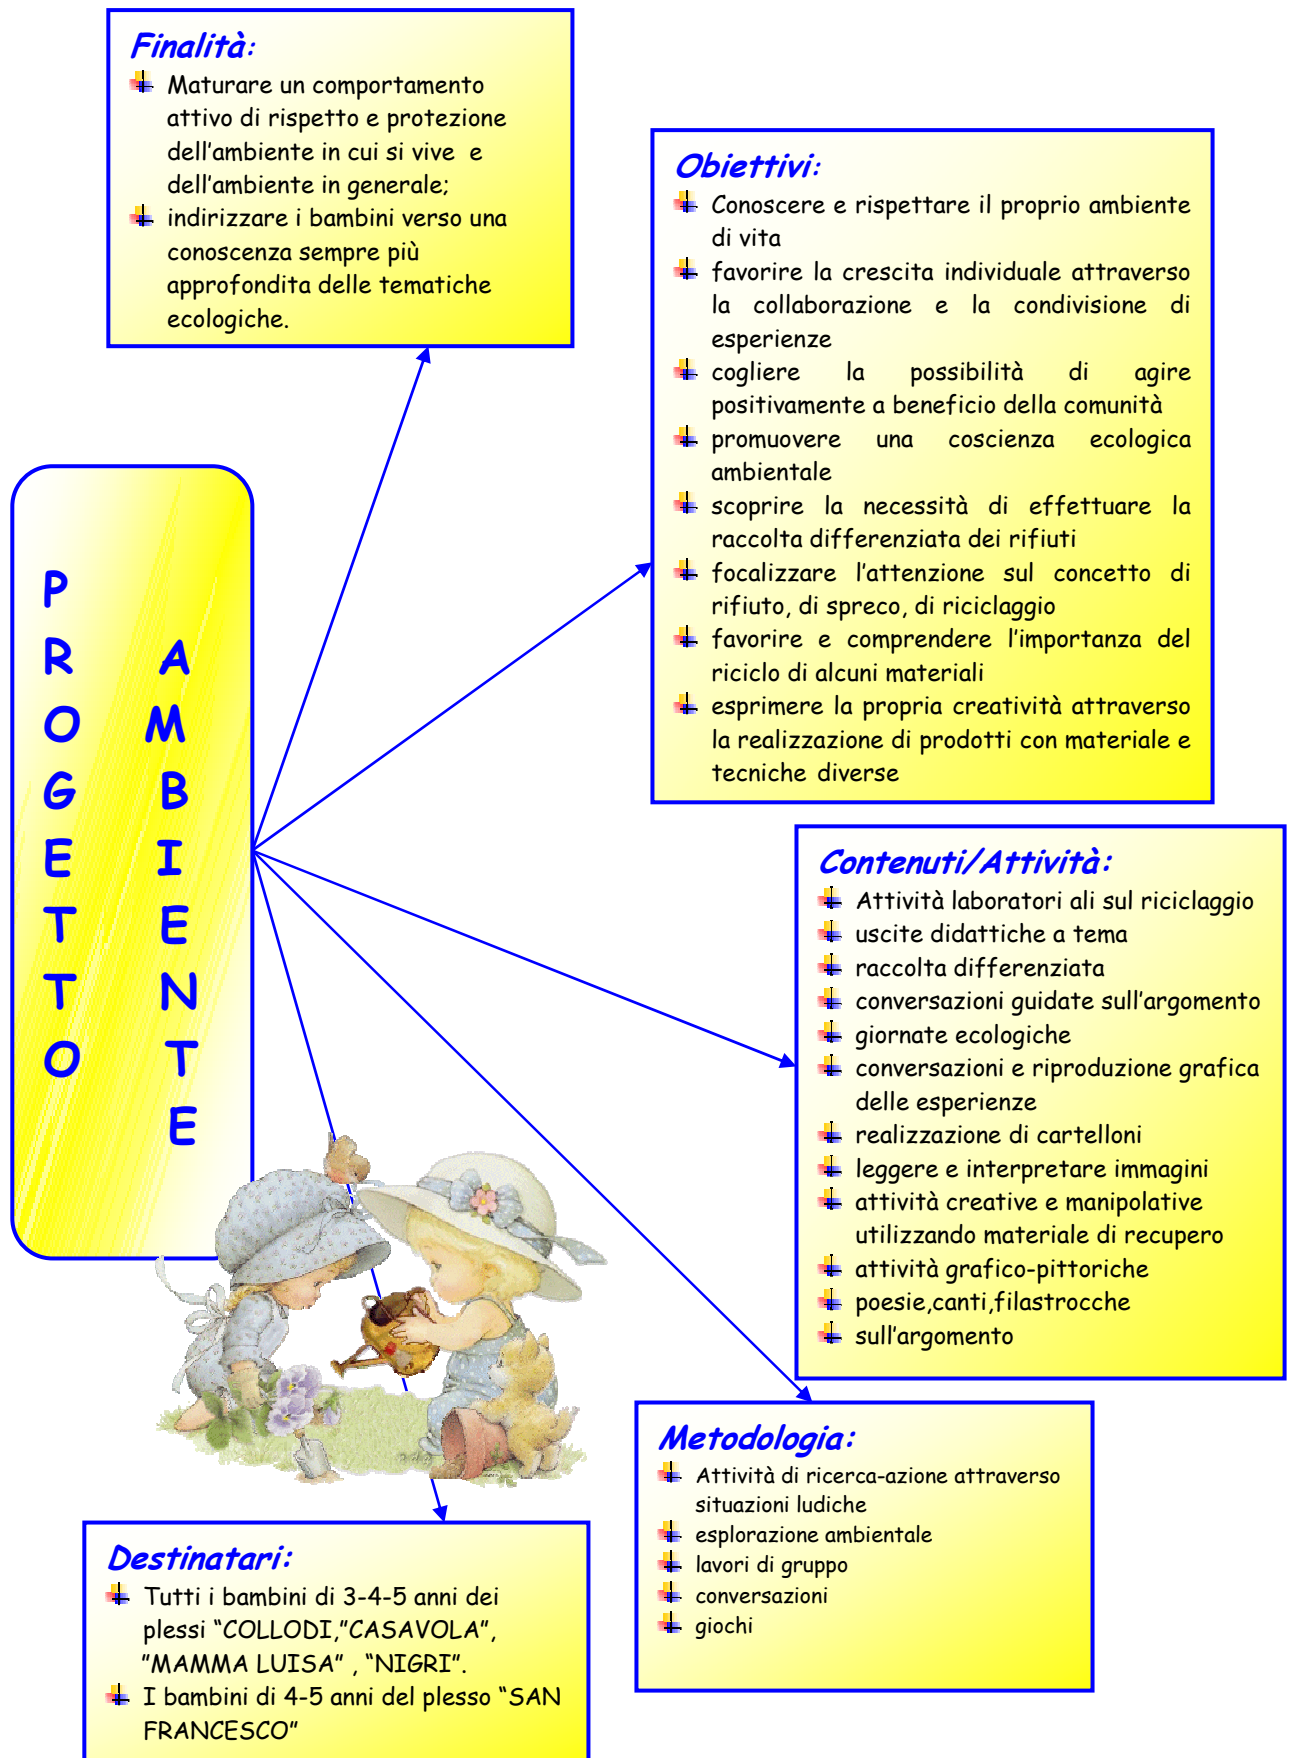 Finalità:
Maturare un comportamento
attivo di rispetto e protezione
dell'ambiente in cui si vive e
dell'ambiente in generale;
indirizzare i bambini verso una
conoscenza sempre più
approfondita delle tematiche
ecologiche.
Obiettivi:
Conoscere e rispettare il proprio ambiente
di vita
favorire la crescita individuale attraverso
la collaborazione e la condivisione di
esperienze
cogliere la possibilità di agire
positivamente a beneficio della comunità
promuovere una coscienza ecologica
ambientale
scoprire la necessità di effettuare la
raccolta differenziata dei rifiuti
focalizzare l'attenzione sul concetto di
rifiuto, di spreco, di riciclaggio
favorire e comprendere l'importanza del
riciclo di alcuni materiali
esprimere la propria creatività attraverso
la realizzazione di prodotti con materiale e
tecniche diverse
PROGETTO
AMBIENTE
Contenuti/Attività:
Attività laboratori ali sul riciclaggio
uscite didattiche a tema
raccolta differenziata
conversazioni guidate sull'argomento
giornate ecologiche
conversazioni e riproduzione grafica
delle esperienze
realizzazione di cartelloni
leggere e interpretare immagini
attività creative e manipolative
utilizzando materiale di recupero
attività grafico-pittoriche
poesie,canti,filastrocche
sull'argomento
Metodologia:
Attività di ricerca-azione attraverso
situazioni ludiche
esplorazione ambientale
lavori di gruppo
conversazioni
giochi
Destinatari:
Tutti i bambini di 3-4-5 anni dei
plessi "COLLODI,"CASAVOLA",
"MAMMA LUISA" , "NIGRI".
I bambini di 4-5 anni del plesso "SAN
FRANCESCO"